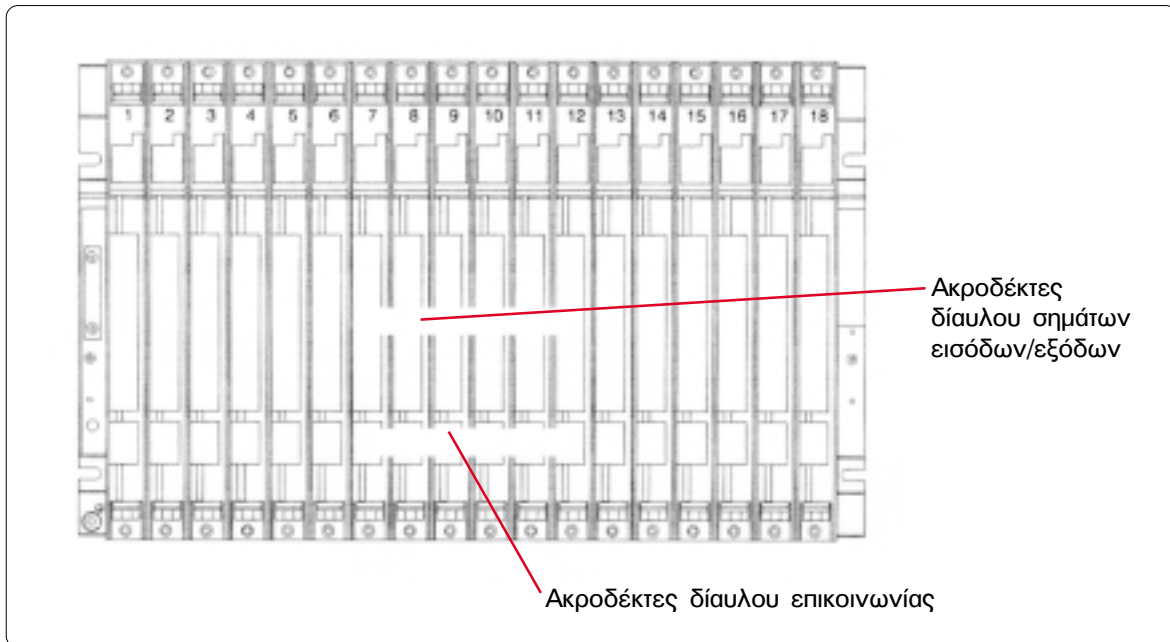 1 2 3 4 5 6 7 8 9 10 11 12 13 14 15 16 17 18
Ακροδέκτες
δίαυλου σημάτων
εισόδων/εξόδων
Ακροδέκτες δίαυλου επικοινωνίας